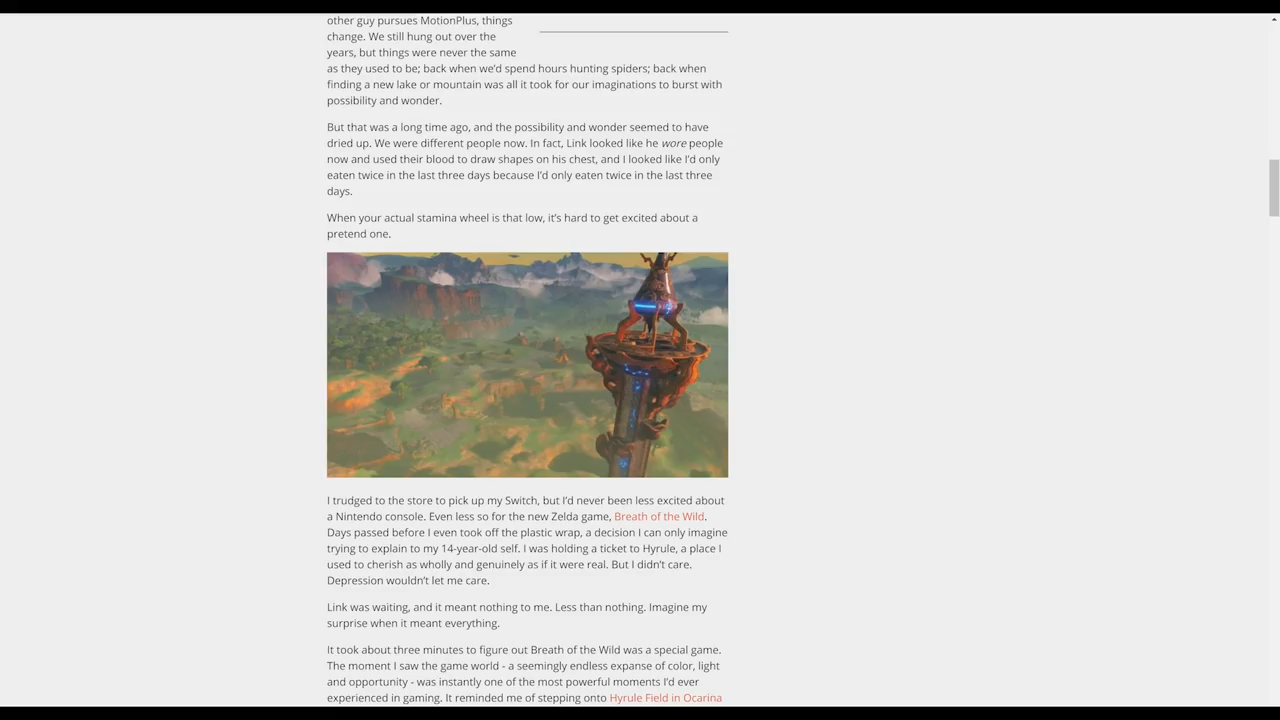 other guy pursues MotionPlus, things
change. We still hung out over the
years, but things were never the same
as they used to be; back when we’d spend hours hunting spiders; back when
finding a new lake or mountain was all it took for our imaginations to burst with
possibility and wonder.
But that was a long time ago, and the possibility and wonder seemed to have
dried up. We were different people now. In fact, Link looked like he wore people
now and used their blood to draw shapes on his chest, and I looked like I’d only
eaten twice in the last three days because I’d only eaten twice in the last three
days.
When your actual stamina wheel is that low, it’s hard to get excited about a
pretend one.
I trudged to the store to pick up my Switch, but I’d never been less excited about
a Nintendo console. Even less so for the new Zelda game, Breath of the Wild.
Days passed before I even took off the plastic wrap, a decision I can only imagine
trying to explain to my 14-year-old self. I was holding a ticket to Hyrule, a place I
used to cherish as wholly and genuinely as if it were real. But I didn’t care.
Depression wouldn’t let me care.
Link was waiting, and it meant nothing to me. Less than nothing. Imagine my
surprise when it meant everything.
It took about three minutes to figure out Breath of the Wild was a special game.
The moment I saw the game world - a seemingly endless expanse of color, light
and opportunity - was instantly one of the most powerful moments I’d ever
experienced in gaming. It reminded me of stepping onto Hyrule Field in Ocarina